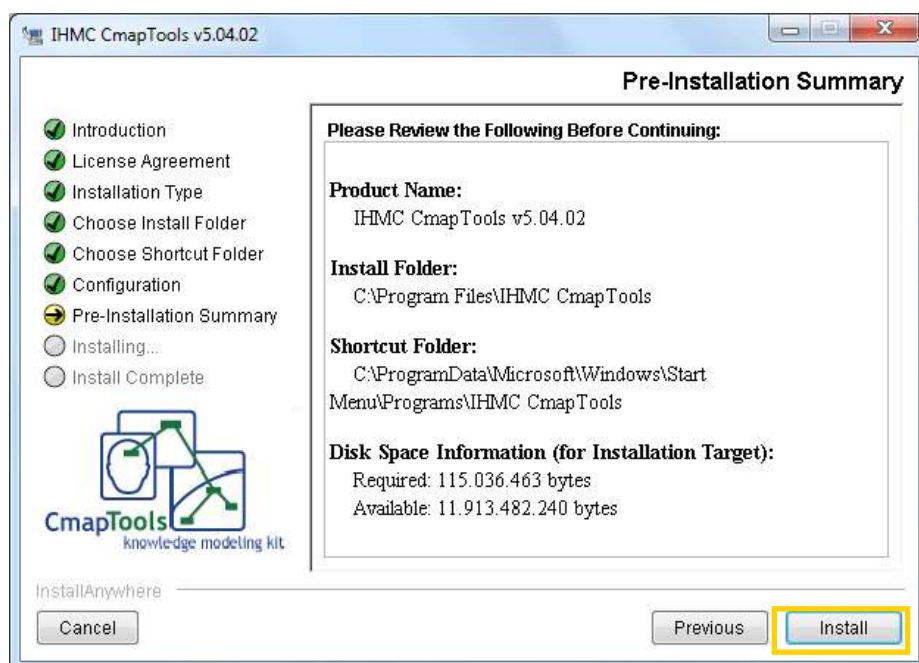 IHMC CmapTools v5.04.02
Pre-Installation Summary
Introduction
License Agreement
Installation Type
Choose Install Folder
Choose Shortcut Folder
Configuration
Pre-Installation Summary
Installing...
Install Complete
CmapTools
knowledge modeling kit
Please Review the Following Before Continuing:
Product Name:
IHMC CmapTools v5.04.02
Install Folder:
C:\Program Files\IHMC CmapTools
Shortcut Folder:
C:\ProgramData\Microsoft\Windows\Start
Menu\Programs\IHMC CmapTools
Disk Space Information (for Installation Target):
Required: 115.036.463 bytes
Available: 11.913.482.240 bytes
InstallAnywhere
Cancel
Previous
Install